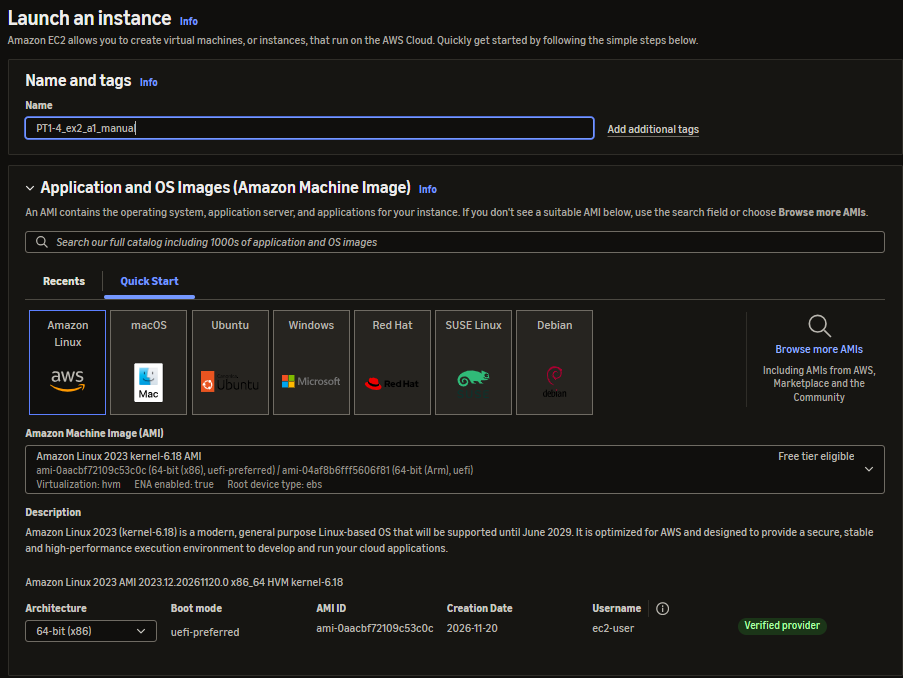 Launch an instance Info
Amazon EC2 allows you to create virtual machines, or instances, that run on the AWS Cloud. Quickly get started by following the simple steps below.
Name and tags Info
Name
PT1-4_ex2_a1_manual
Add additional tags
Application and OS Images (Amazon Machine Image) Info
An AMI contains the operating system, application server, and applications for your instance. If you don't see a suitable AMI below, use the search field or choose Browse more AMIs.
Search our full catalog including 1000s of application and OS images
Recents
Quick Start
Amazon Linux
aws
macOS
Mac
Ubuntu
Ubuntu
Windows
Microsoft
Red Hat
Red Hat
SUSE Linux
Debian
debian
Browse more AMIs
Including AMIs from AWS,
Marketplace and the
Community
Amazon Machine Image (AMI)
Amazon Linux 2023 kernel-6.18 AMI
Free tier eligible
ami-0aacbf72109c53c0c (64-bit (x86), uefi-preferred) / ami-04af8b6fff5606f81 (64-bit (Arm), uefi)
Virtualization: hvm ENA enabled: true Root device type: ebs
Description
Amazon Linux 2023 (kernel-6.18) is a modern, general purpose Linux-based OS that will be supported until June 2029. It is optimized for AWS and designed to provide a secure, stable
and high-performance execution environment to develop and run your cloud applications.
Amazon Linux 2023 AMI 2023.12.20261120.0 x86_64 HVM kernel-6.18
Architecture Boot mode AMI ID Creation Date Username
64-bit (x86) uefi-preferred ami-0aacbf72109c53c0c 2026-11-20 ec2-user Verified provider